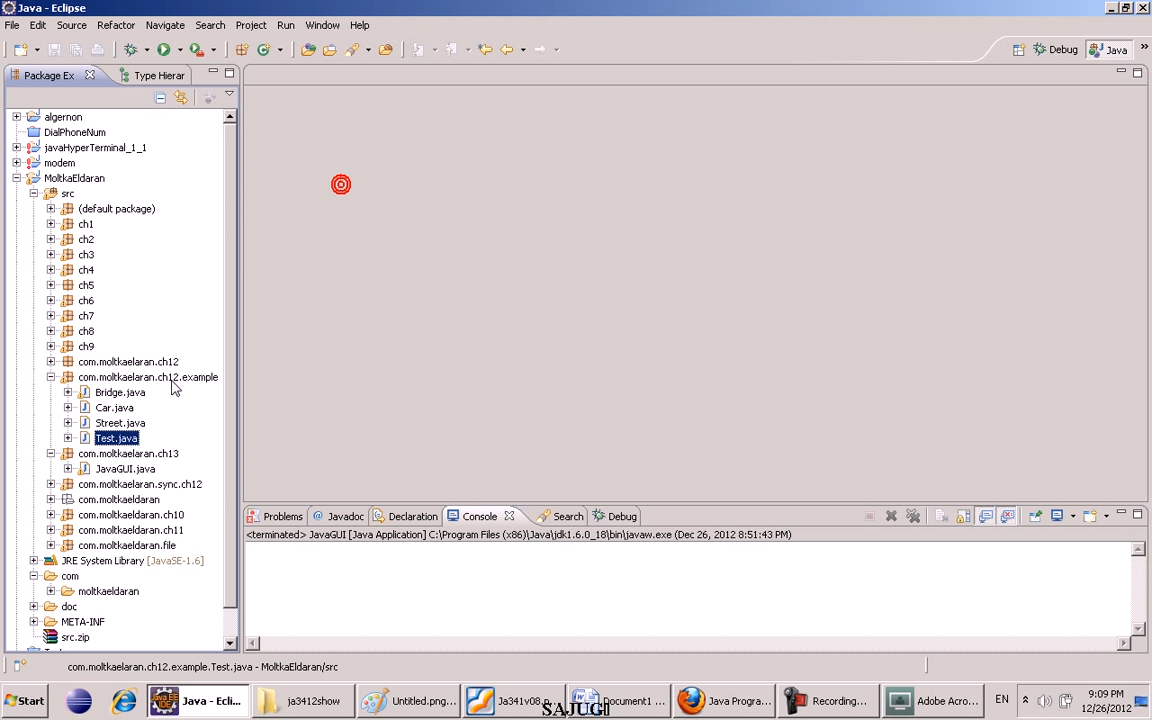 Java - Eclipse
File Edit Source Refactor Navigate Search Project Run Window Help
Debug Java
Package Ex Type Hierar
algernon
DialPhoneNum
javaHyperTerminal_1_1
modem
MoltkaEldaran
src
(default package)
ch1
ch2
ch3
ch4
ch5
ch6
ch7
ch8
ch9
com.moltkaelaran.ch12
com.moltkaelaran.ch12.example
Bridge.java
Car.java
Street.java
Test.java
com.moltkaelaran.ch13
JavaGUI.java
com.moltkaelaran.sync.ch12
com.moltkaeldaran
com.moltkaeldaran.ch10
com.moltkaeldaran.ch11
com.moltkaeldaran.file
JRE System Library [JavaSE-1.6]
com
moltkaeldaran
doc
META-INF
src.zip
Problems Javadoc Declaration Console Search Debug
<terminated> JavaGUI [Java Application] C:\Program Files (x86)\Java\jdk1.6.0_18\bin\javaw.exe (Dec 26, 2012 8:51:43 PM)
com.moltkaelaran.ch12.example.Test.java - MoltkaEldaran/src
Start Java - Ecli... ja3412show Untitled.png... Ja341v08.p... Document1 ... Java Progra... Recording... Adobe Acro... EN 9:09 PM
12/26/2012